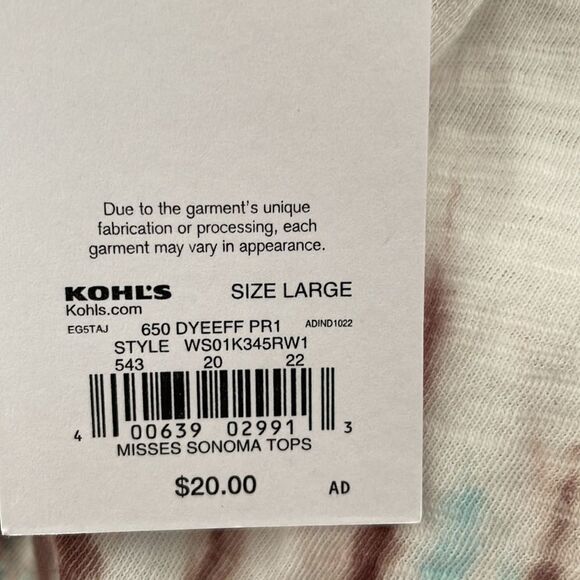 Due to the garment's unique
fabrication or processing, each
garment may vary in appearance.
KOHL'S SIZE LARGE
Kohls.com
EG5TAJ 650 DYEEFF PR1 ADIND1022
STYLE WS01K345RW1
543 20 22
4 00639 02991 3
MISSES SONOMA TOPS
$20.00 AD